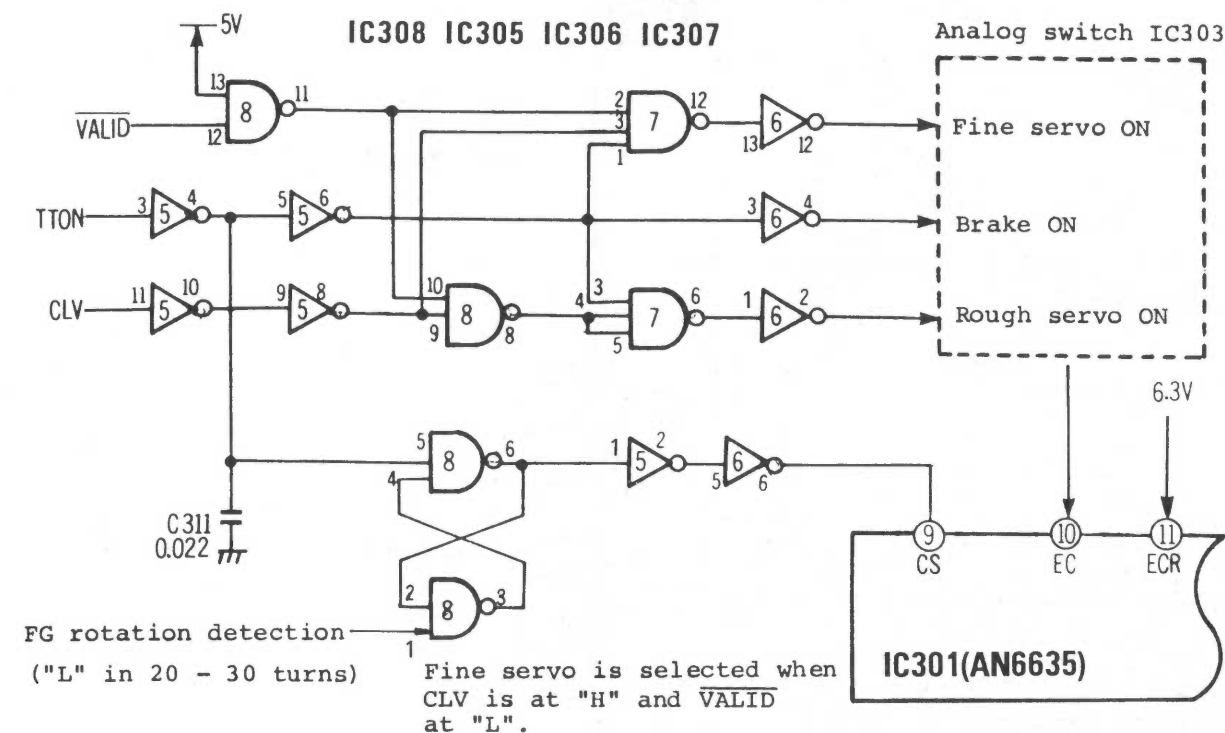 5V
IC308 IC305 IC306 IC307
Analog switch IC303
13
8
11
VALID
12
2
3
7
12
1
6
13
12
Fine servo ON
TTON
3
5
4
5
5
6
3
6
4
Brake ON
CLV
11
5
10
9
5
8
10
8
9
8
3
4
7
6
5
1
6
2
Rough servo ON
6.3V
5
8
6
4
1
5
2
5
6
6
C311
0.022
9
10
11
CS
EC
ECR
2
8
3
1
FG rotation detection
("L" in 20 - 30 turns)
IC301(AN6635)
Fine servo is selected when
CLV is at "H" and VALID
at "L".